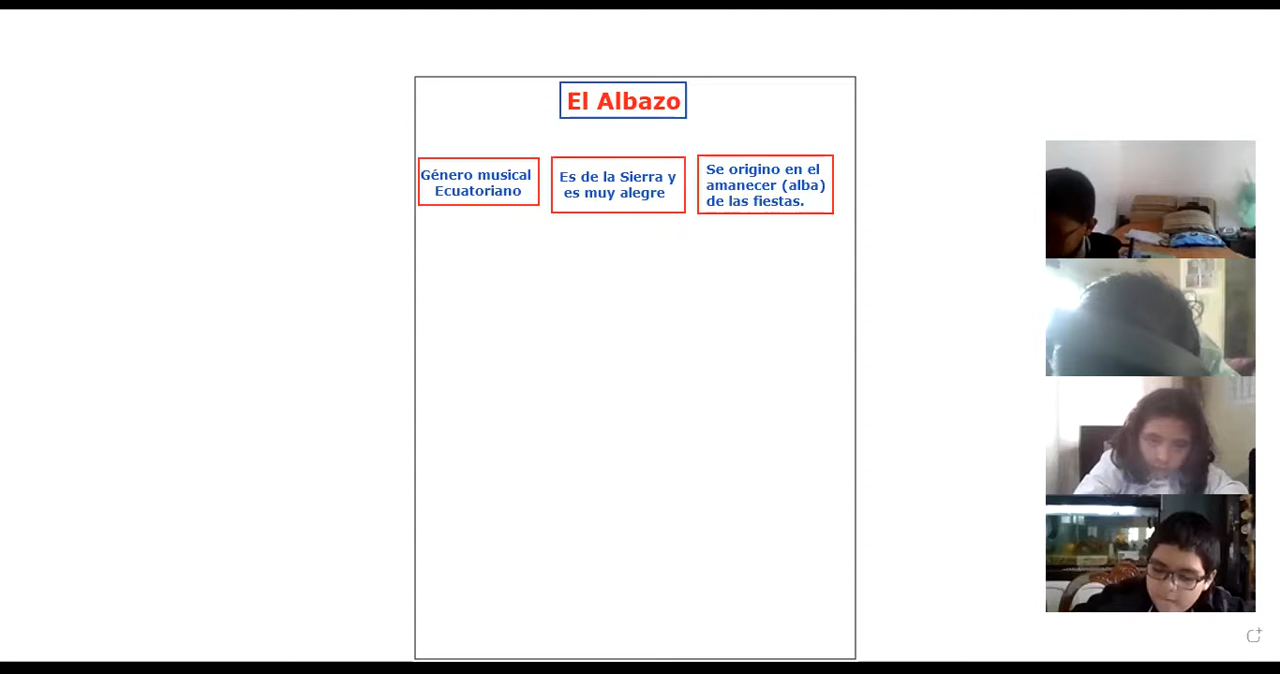 El Albazo
Género musical
Ecuatoriano
Es de la Sierra y
es muy alegre
Se origino en el
amanecer (alba)
de las fiestas.